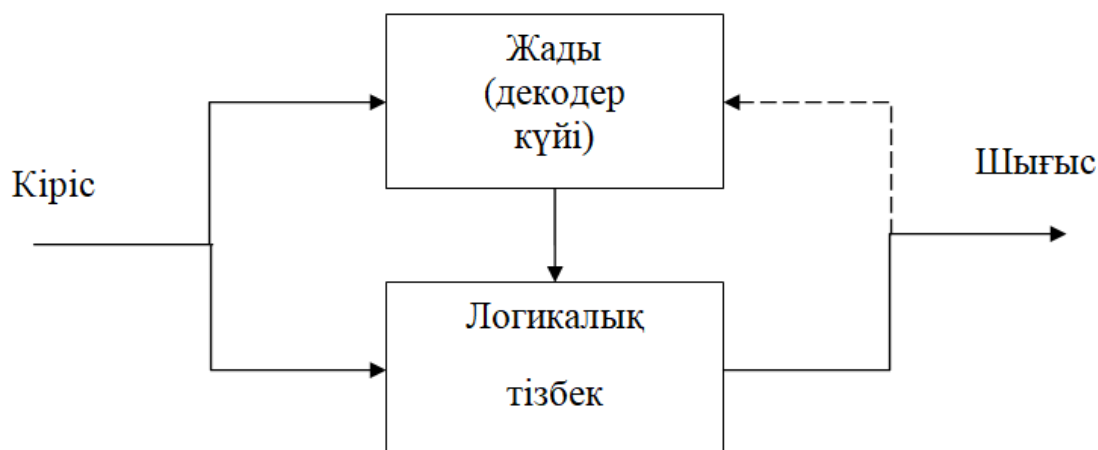 Жады
(декодер
күйі)
Кіріс
Шығыс
Логикалық
тізбек